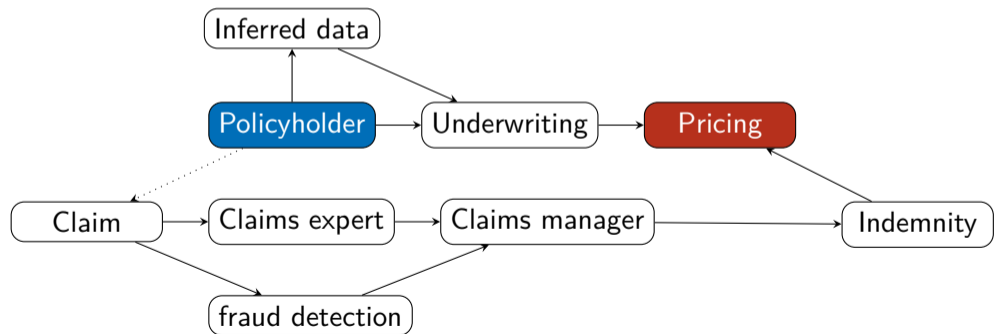 Inferred data
Policyholder
Underwriting
Pricing
Claim
Claims expert
Claims manager
Indemnity
fraud detection